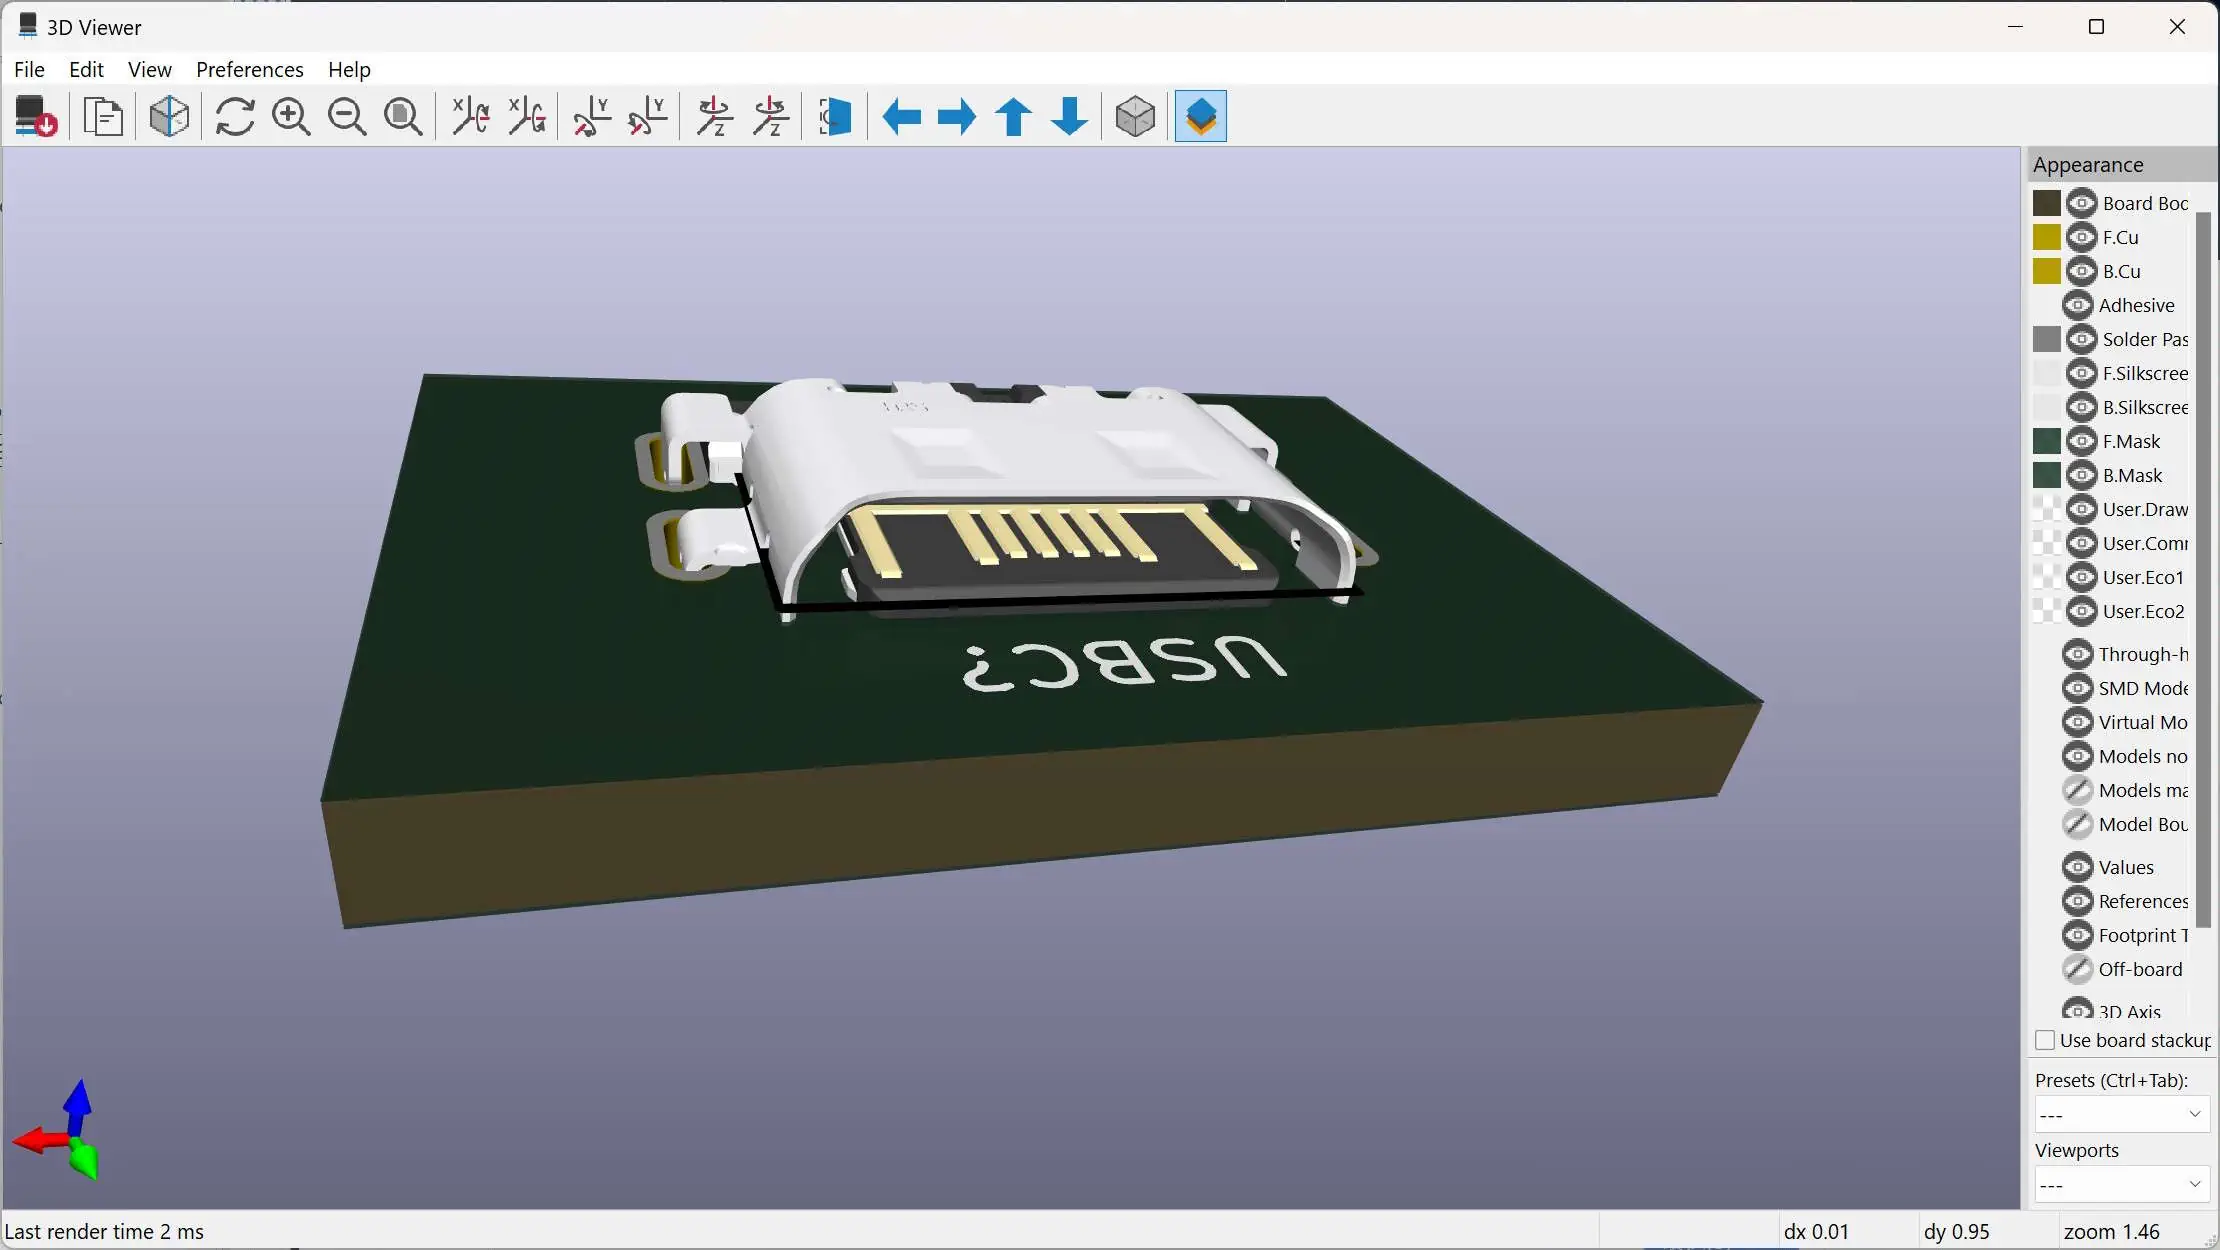 3D Viewer
File Edit View Preferences Help
Appearance
Board Boc
F.Cu
B.Cu
Adhesive
Solder Pas
F.Silkscree
B.Silkscree
F.Mask
B.Mask
User.Draw
User.Comr
User.Eco1
User.Eco2
Through-h
SMD Mode
Virtual Mo
Models no
Models ma
Model Bou
Values
References
Footprint T
Off-board
3D Axis
Use board stackup
Presets (Ctrl+Tab):
---
Viewports
---
USBC?
Last render time 2 ms
dx 0.01
dy 0.95
zoom 1.46